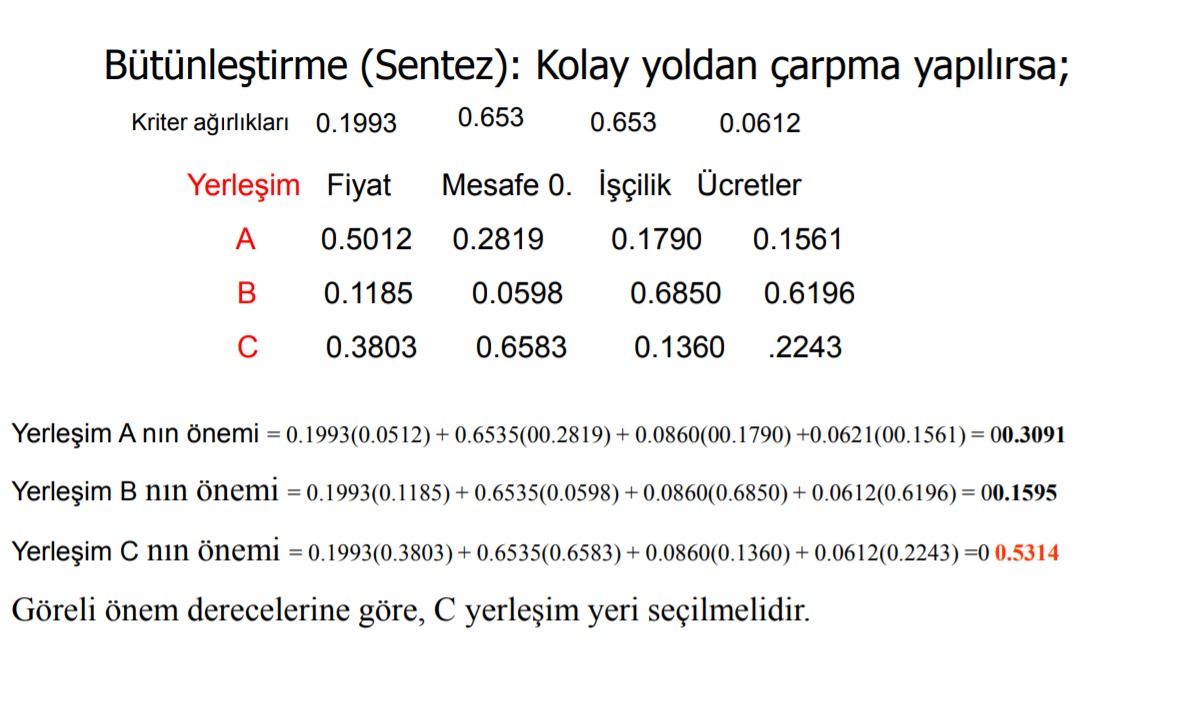 Bütünleştirme (Sentez): Kolay yoldan çarpma yapılırsa;
Kriter ağırlıkları 0.1993 0.653 0.653 0.0612
Yerleşim Fiyat Mesafe 0. İşçilik Ücretler
A 0.5012 0.2819 0.1790 0.1561
B 0.1185 0.0598 0.6850 0.6196
C 0.3803 0.6583 0.1360 .2243
Yerleşim A nın önemi = 0.1993(0.0512) + 0.6535(00.2819) + 0.0860(00.1790) +0.0621(00.1561) = 00.3091
Yerleşim B nın önemi = 0.1993(0.1185) + 0.6535(0.0598) + 0.0860(0.6850) + 0.0612(0.6196) = 00.1595
Yerleşim C nın önemi = 0.1993(0.3803) + 0.6535(0.6583) + 0.0860(0.1360) + 0.0612(0.2243) =0 0.5314
Göreli önem derecelerine göre, C yerleşim yeri seçilmelidir.